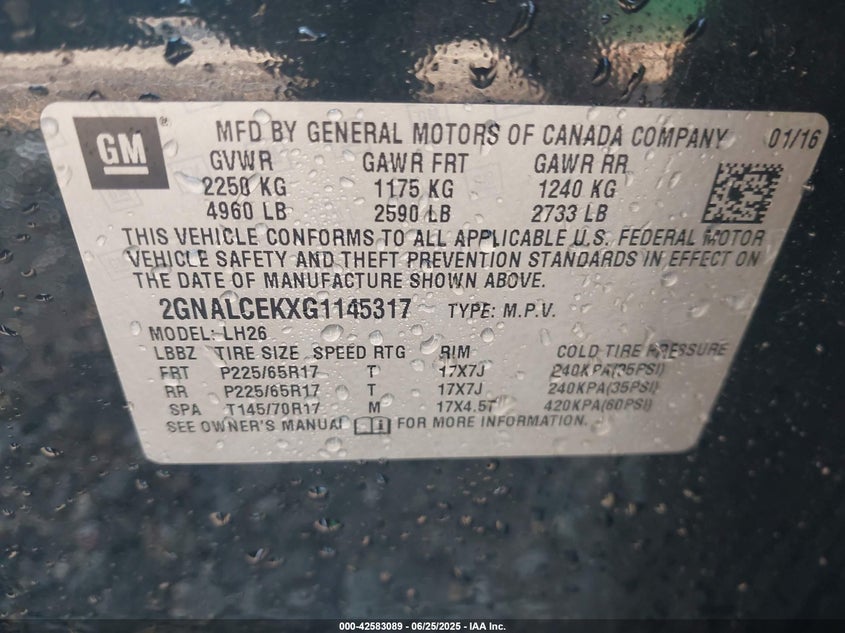 GM ® MFD BY GENERAL MOTORS OF CANADA COMPANY 01/16
GVWR GAWR FRT GAWR RR
2250 KG 1175 KG 1240 KG
4960 LB 2590 LB 2733 LB
THIS VEHICLE CONFORMS TO ALL APPLICABLE U.S. FEDERAL MOTOR
VEHICLE SAFETY AND THEFT PREVENTION STANDARDS IN EFFECT ON
THE DATE OF MANUFACTURE SHOWN ABOVE.
2GNALCEKXG1145317 TYPE: M.P.V.
MODEL: LH26
LBBZ TIRE SIZE SPEED RTG RIM COLD TIRE PRESSURE
FRT P225/65R17 T 17X7J 240KPA(35PSI)
RR P225/65R17 T 17X7J 240KPA(35PSI)
SPA T145/70R17 M 17X4.5T 420KPA(60PSI)
SEE OWNER'S MANUAL FOR MORE INFORMATION.
000-42583089 | 06/25/2025 - IAA Inc.